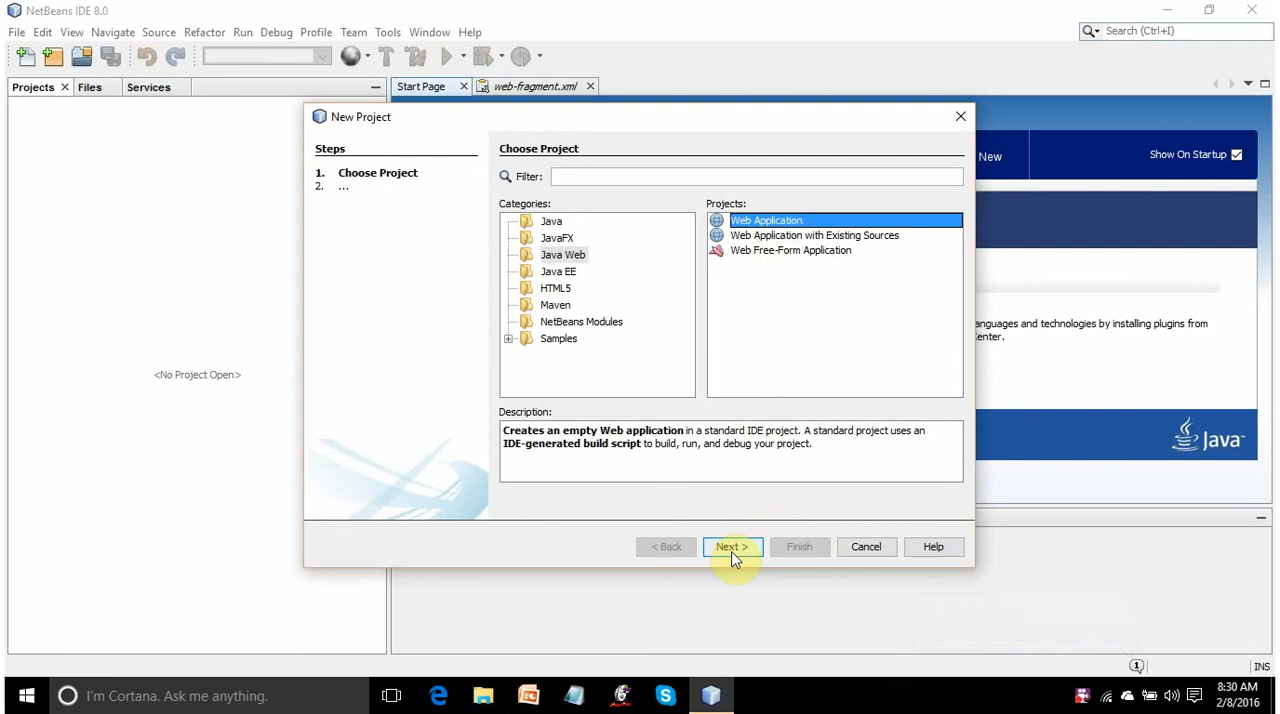 NetBeans IDE 8.0
File Edit View Navigate Source Refactor Run Debug Profile Team Tools Window Help
Search (Ctrl+I)
Projects Files Services
Start Page web-fragment.xml
New Project
New
Show On Startup
Steps
1. Choose Project
2. ...
Choose Project
Filter:
Categories:
Java
JavaFX
Java Web
Java EE
HTML5
Maven
NetBeans Modules
Samples
Projects:
Web Application
Web Application with Existing Sources
Web Free-Form Application
<No Project Open>
anguages and technologies by installing plugins from
enter.
Description:
Creates an empty Web application in a standard IDE project. A standard project uses an
IDE-generated build script to build, run, and debug your project.
Java
< Back Next > Finish Cancel Help
1 INS
I'm Cortana. Ask me anything.
8:30 AM
2/8/2016